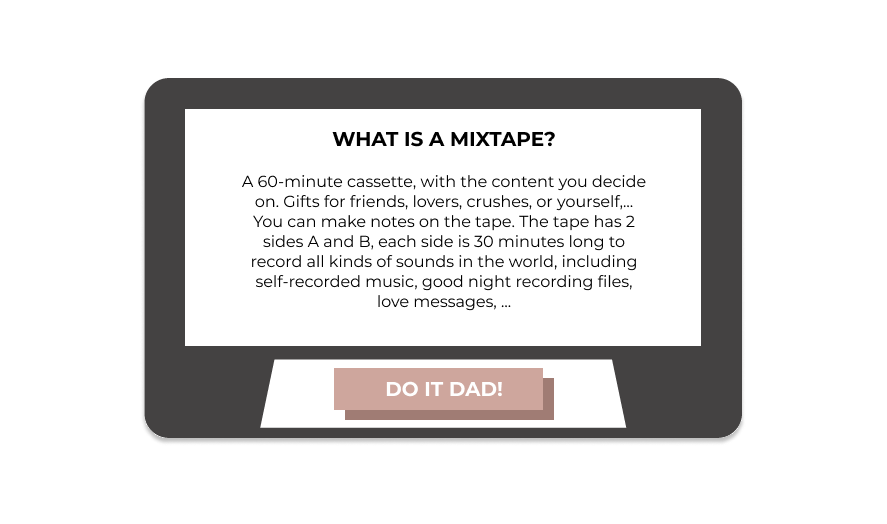 WHAT IS A MIXTAPE?
A 60-minute cassette, with the content you decide
on. Gifts for friends, lovers, crushes, or yourself,...
You can make notes on the tape. The tape has 2
sides A and B, each side is 30 minutes long to
record all kinds of sounds in the world, including
self-recorded music, good night recording files,
love messages, ...
DO IT DAD!